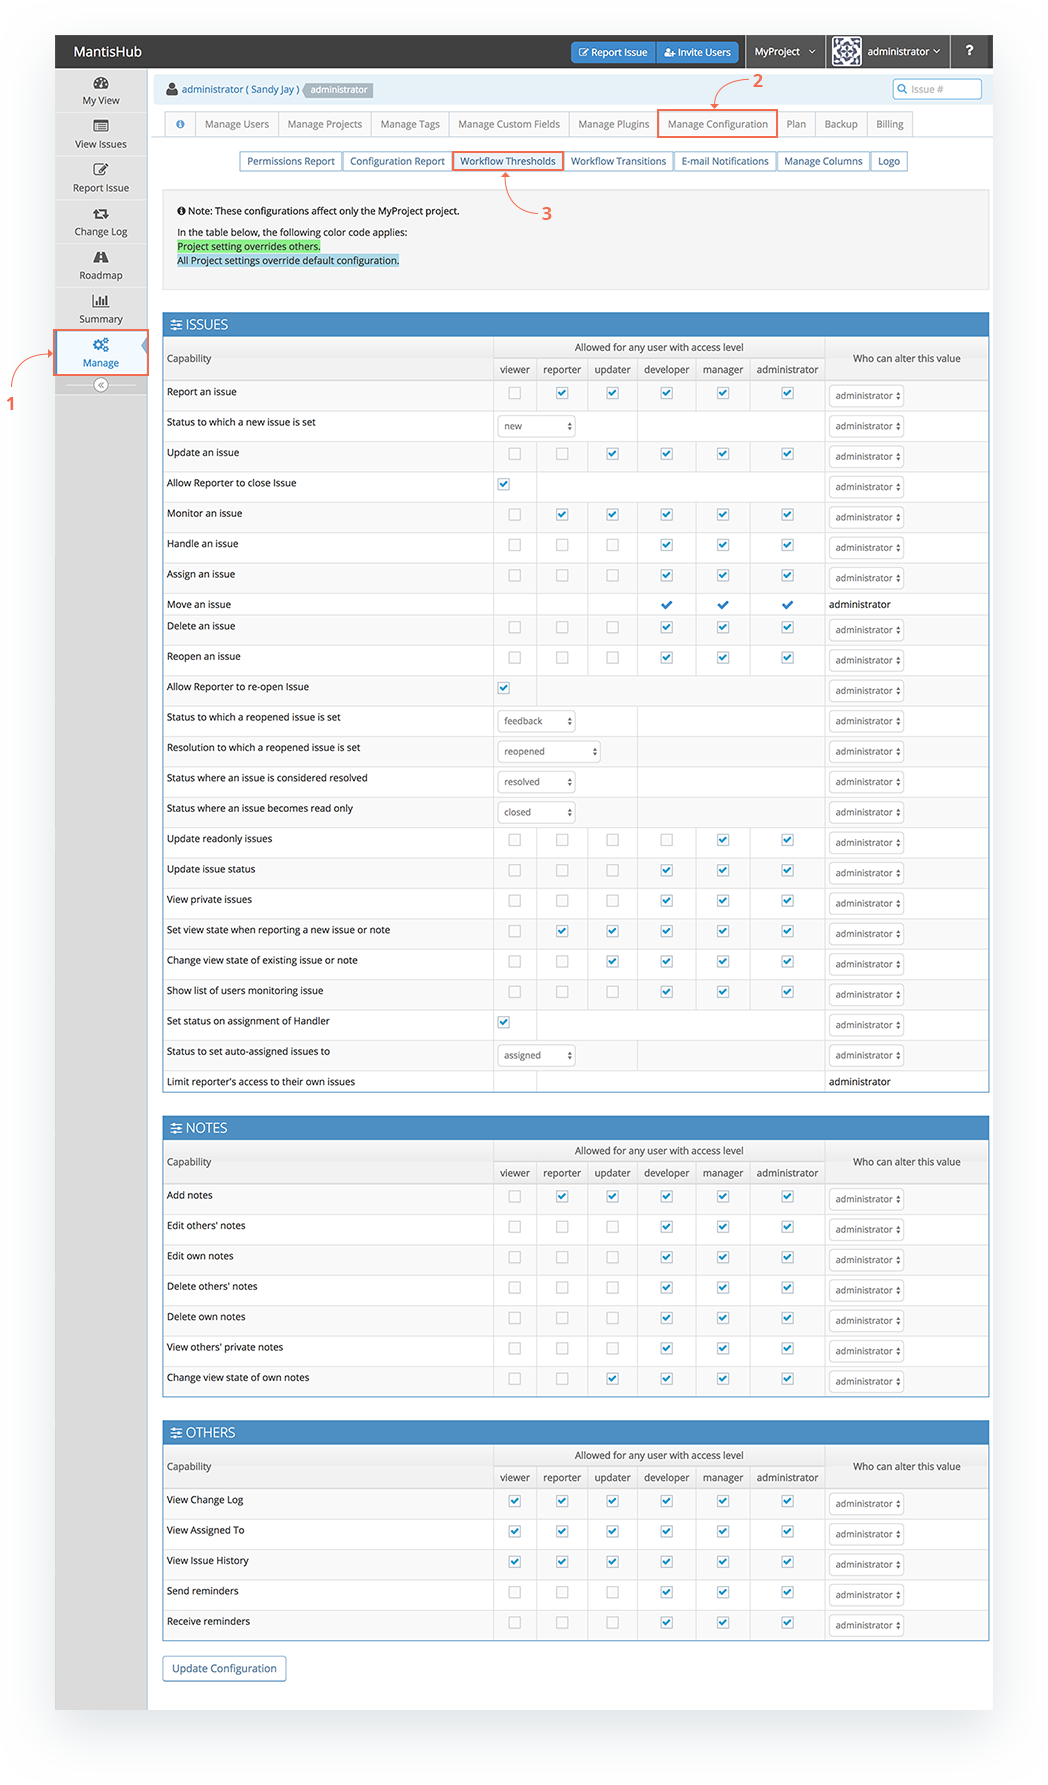 MantisHub
Report Issue Invite Users MyProject administrator ?
My View
View Issues
Report Issue
Change Log
Roadmap
Summary
Manage
1
administrator ( Sandy Jay ) administrator Issue #
2
Manage Users Manage Projects Manage Tags Manage Custom Fields Manage Plugins Manage Configuration Plan Backup Billing
Permissions Report Configuration Report Workflow Thresholds Workflow Transitions E-mail Notifications Manage Columns Logo
3
Note: These configurations affect only the MyProject project.
In the table below, the following color code applies:
Project setting overrides others.
All Project settings override default configuration.
ISSUES
Capability Allowed for any user with access level Who can alter this value
viewer reporter updater developer manager administrator
Report an issue administrator
Status to which a new issue is set new administrator
Update an issue administrator
Allow Reporter to close Issue administrator
Monitor an issue administrator
Handle an issue administrator
Assign an issue administrator
Move an issue administrator
Delete an issue administrator
Reopen an issue administrator
Allow Reporter to re-open Issue administrator
Status to which a reopened issue is set feedback administrator
Resolution to which a reopened issue is set reopened administrator
Status where an issue is considered resolved resolved administrator
Status where an issue becomes read only closed administrator
Update readonly issues administrator
Update issue status administrator
View private issues administrator
Set view state when reporting a new issue or note administrator
Change view state of existing issue or note administrator
Show list of users monitoring issue administrator
Set status on assignment of Handler administrator
Status to set auto-assigned issues to assigned administrator
Limit reporter's access to their own issues administrator
NOTES
Capability Allowed for any user with access level Who can alter this value
viewer reporter updater developer manager administrator
Add notes administrator
Edit others' notes administrator
Edit own notes administrator
Delete others' notes administrator
Delete own notes administrator
View others' private notes administrator
Change view state of own notes administrator
OTHERS
Capability Allowed for any user with access level Who can alter this value
viewer reporter updater developer manager administrator
View Change Log administrator
View Assigned To administrator
View Issue History administrator
Send reminders administrator
Receive reminders administrator
Update Configuration